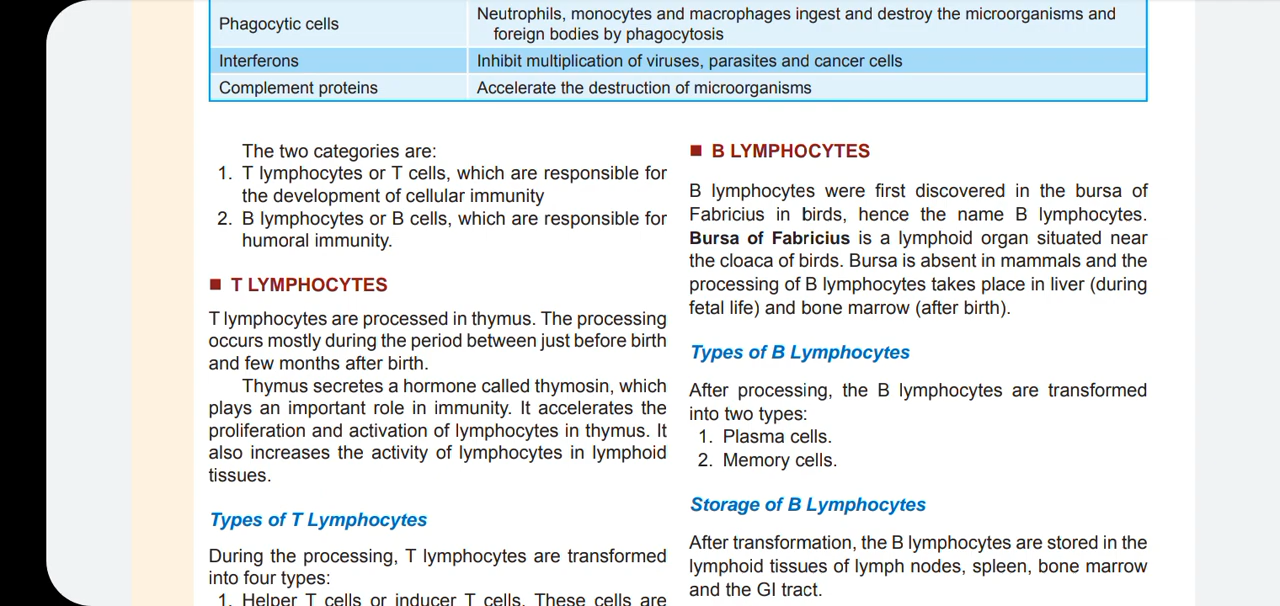 Phagocytic cells
Neutrophils, monocytes and macrophages ingest and destroy the microorganisms and
foreign bodies by phagocytosis
Interferons
Inhibit multiplication of viruses, parasites and cancer cells
Complement proteins
Accelerate the destruction of microorganisms
The two categories are:
1. T lymphocytes or T cells, which are responsible for
the development of cellular immunity
2. B lymphocytes or B cells, which are responsible for
humoral immunity.
■ T LYMPHOCYTES
T lymphocytes are processed in thymus. The processing
occurs mostly during the period between just before birth
and few months after birth.
Thymus secretes a hormone called thymosin, which
plays an important role in immunity. It accelerates the
proliferation and activation of lymphocytes in thymus. It
also increases the activity of lymphocytes in lymphoid
tissues.
Types of T Lymphocytes
During the processing, T lymphocytes are transformed
into four types:
1. Helper T cells or inducer T cells. These cells are
■ B LYMPHOCYTES
B lymphocytes were first discovered in the bursa of
Fabricius in birds, hence the name B lymphocytes.
Bursa of Fabricius is a lymphoid organ situated near
the cloaca of birds. Bursa is absent in mammals and the
processing of B lymphocytes takes place in liver (during
fetal life) and bone marrow (after birth).
Types of B Lymphocytes
After processing, the B lymphocytes are transformed
into two types:
1. Plasma cells.
2. Memory cells.
Storage of B Lymphocytes
After transformation, the B lymphocytes are stored in the
lymphoid tissues of lymph nodes, spleen, bone marrow
and the GI tract.